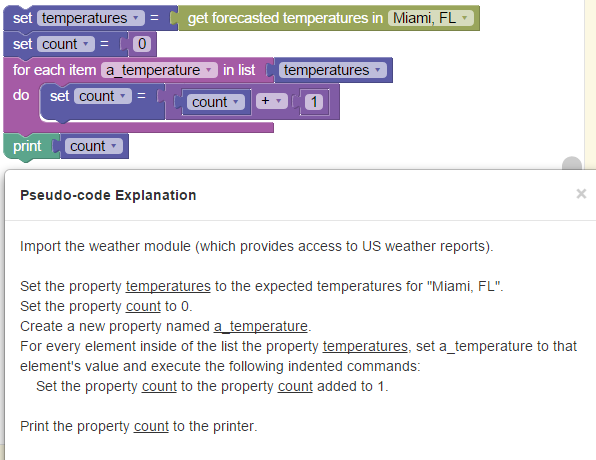 set temperatures = get forecasted temperatures in Miami, FL
set count = 0
for each item a_temperature in list temperatures
do set count = count + 1
print count
Pseudo-code Explanation ×
Import the weather module (which provides access to US weather reports).
Set the property temperatures to the expected temperatures for "Miami, FL".
Set the property count to 0.
Create a new property named a_temperature.
For every element inside of the list the property temperatures, set a_temperature to that
element's value and execute the following indented commands:
Set the property count to the property count added to 1.
Print the property count to the printer.